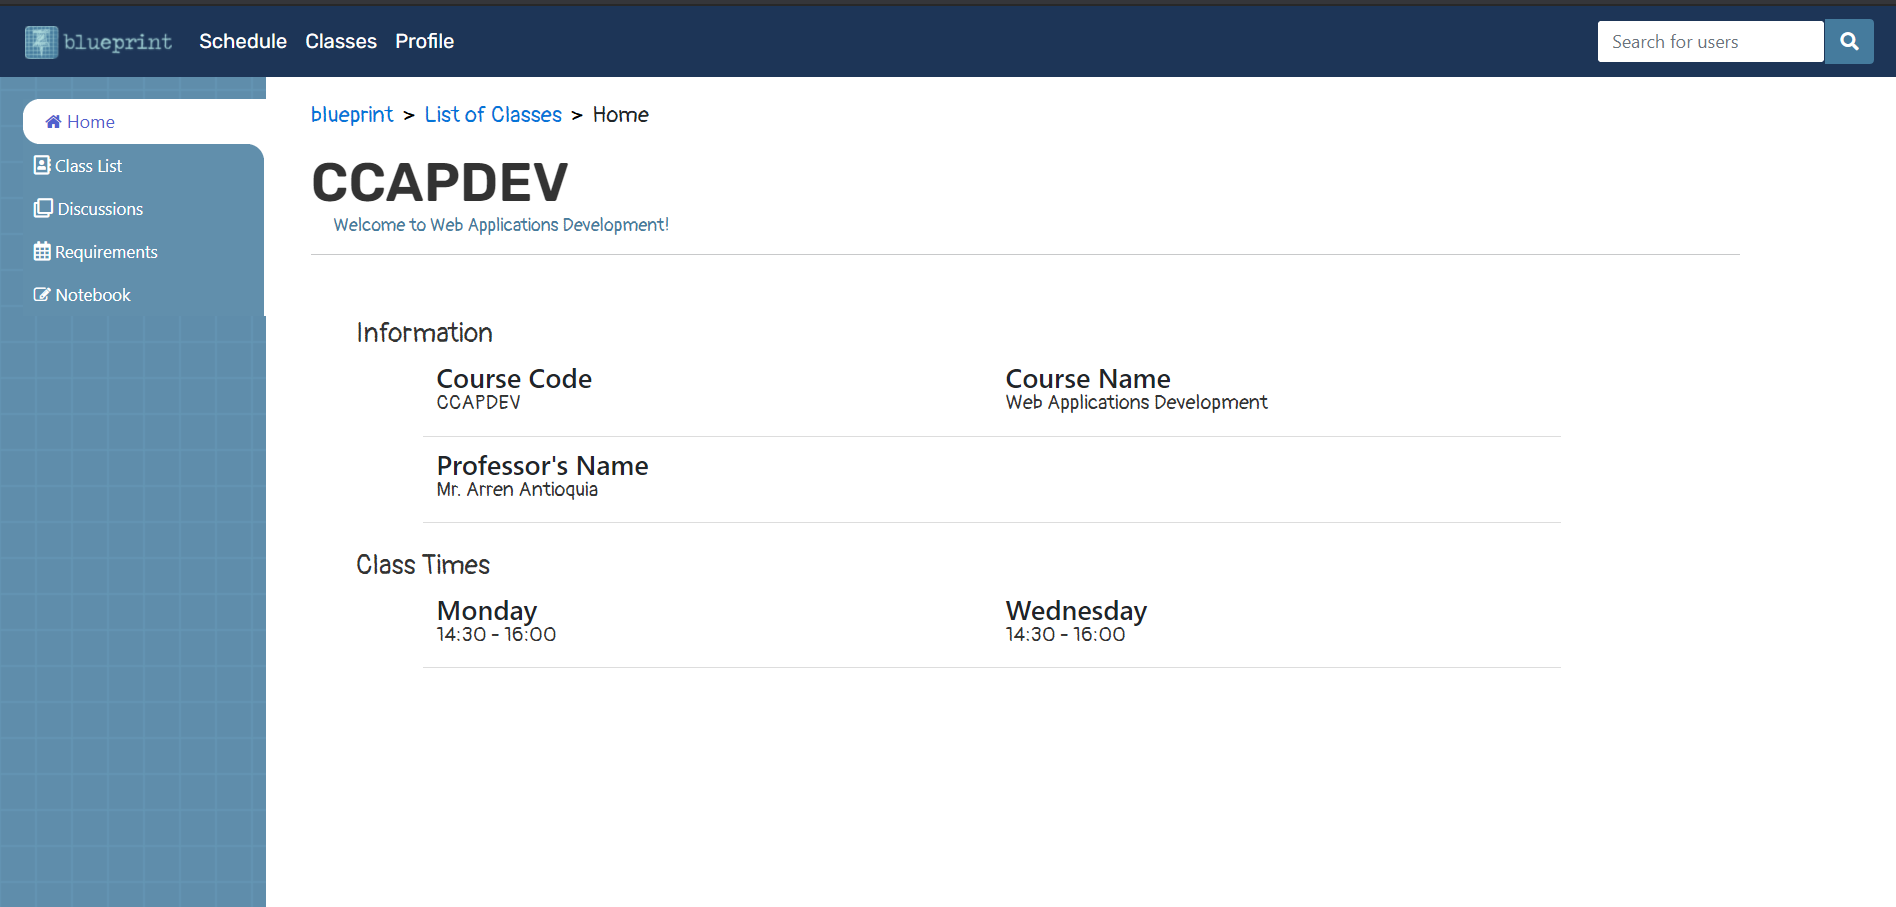 blueprint Schedule Classes Profile Search for users
Home
Class List
Discussions
Requirements
Notebook
blueprint > List of Classes > Home
CCAPDEV
Welcome to Web Applications Development!
Information
Course Code Course Name
CCAPDEV Web Applications Development
Professor's Name
Mr. Arren Antioquia
Class Times
Monday Wednesday
14:30 - 16:00 14:30 - 16:00